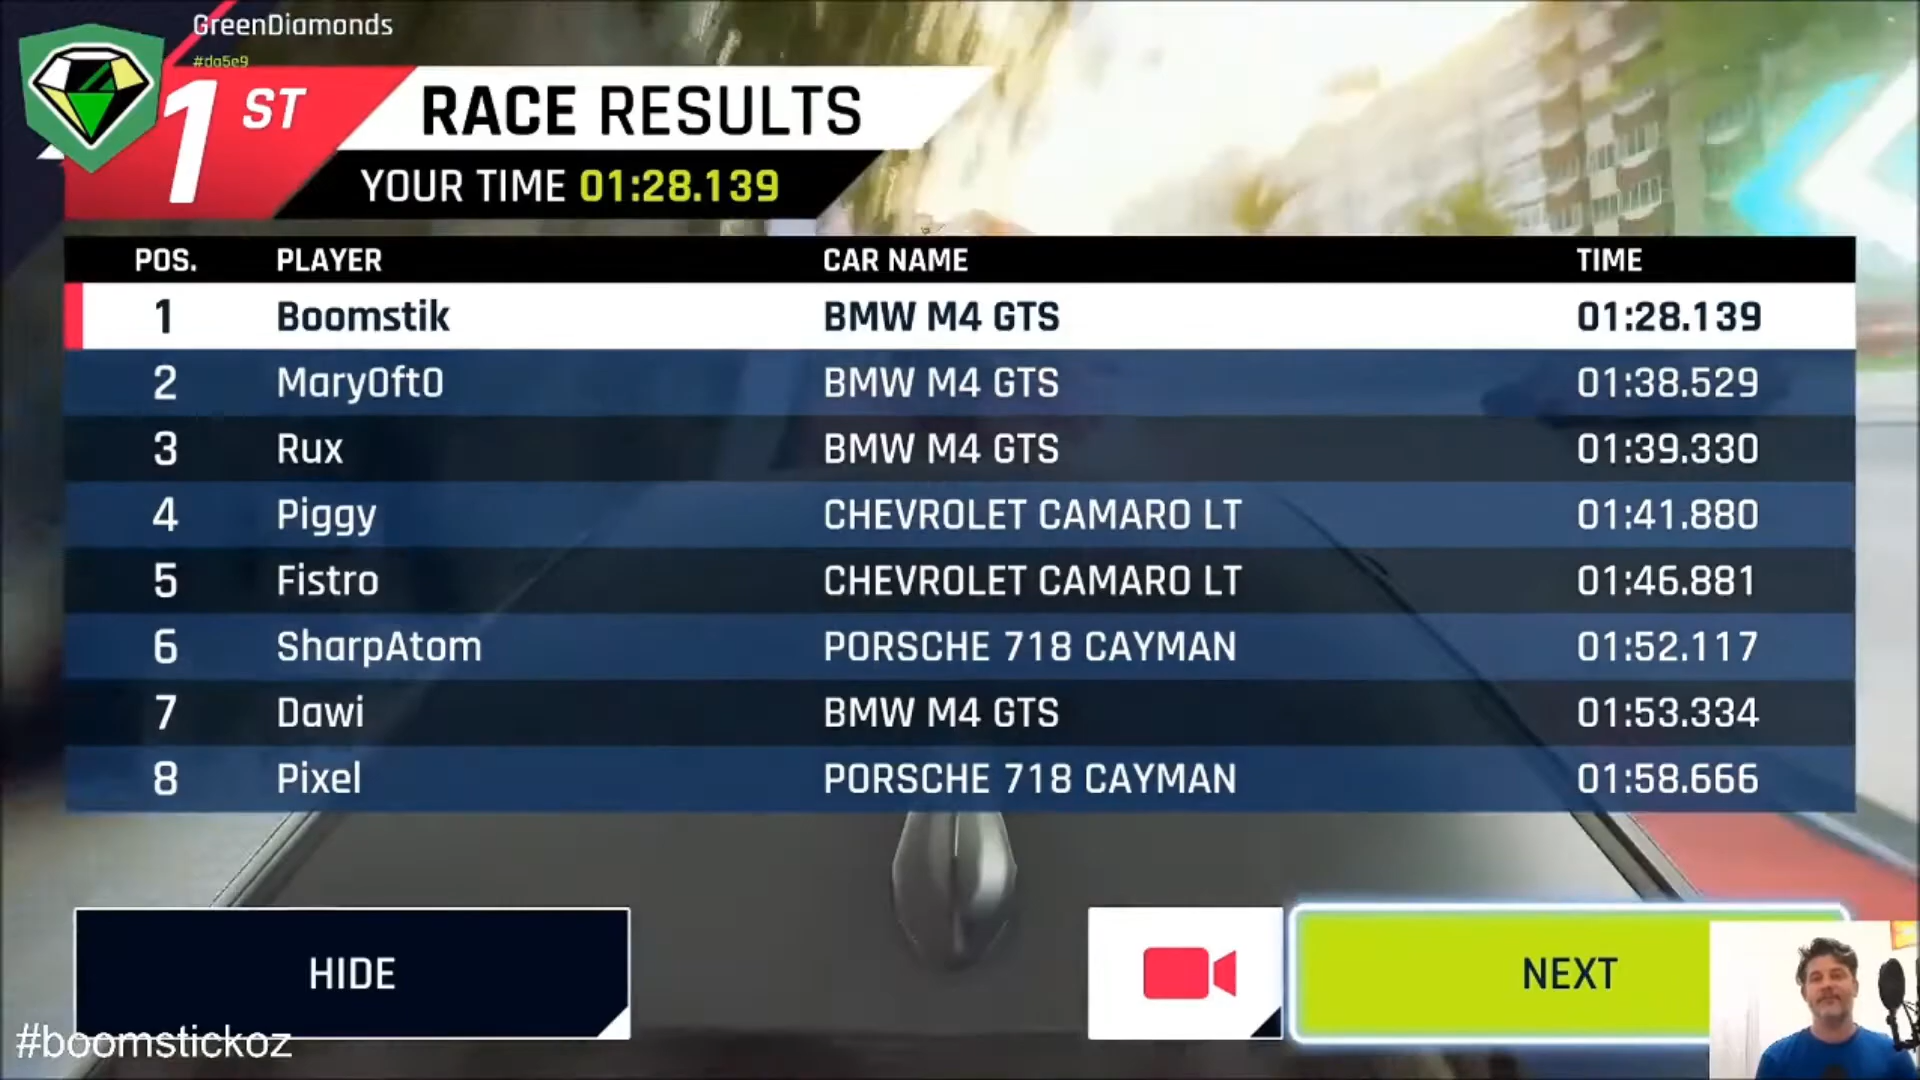 GreenDiamonds
#da5e9
1 ST
RACE RESULTS
YOUR TIME 01:28.139
POS. PLAYER CAR NAME TIME
1 Boomstik BMW M4 GTS 01:28.139
2 Mary0ft0 BMW M4 GTS 01:38.529
3 Rux BMW M4 GTS 01:39.330
4 Piggy CHEVROLET CAMARO LT 01:41.880
5 Fistro CHEVROLET CAMARO LT 01:46.881
6 SharpAtom PORSCHE 718 CAYMAN 01:52.117
7 Dawi BMW M4 GTS 01:53.334
8 Pixel PORSCHE 718 CAYMAN 01:58.666
HIDE NEXT
#boomstickoz